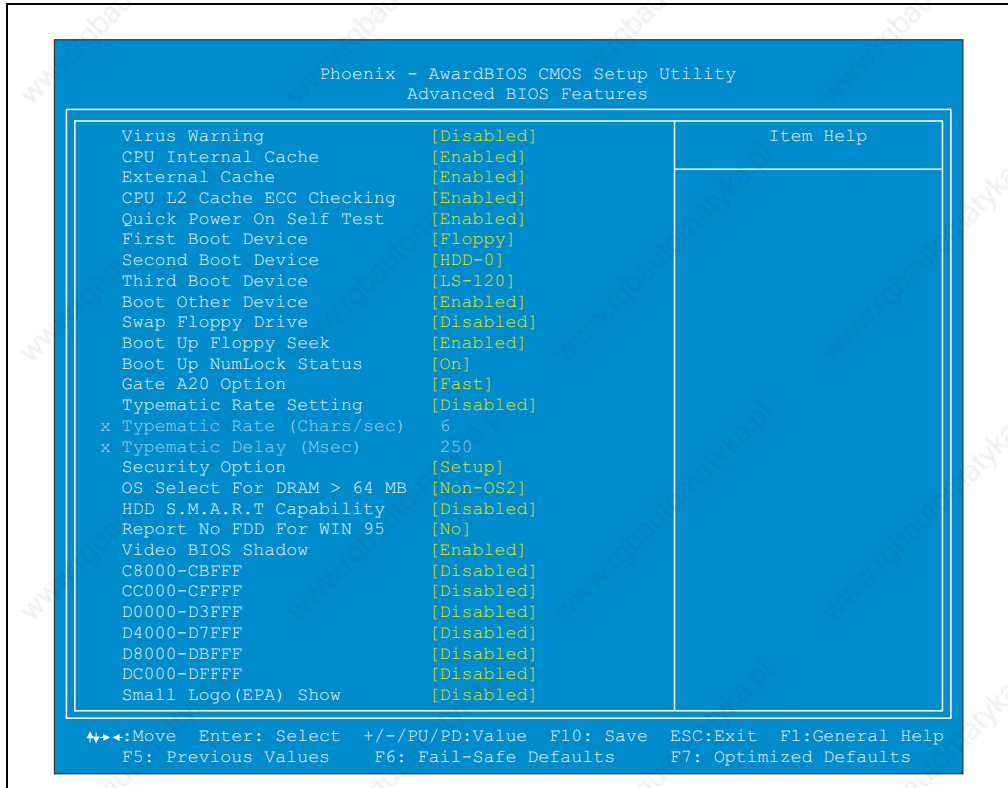 Phoenix - AwardBIOS CMOS Setup Utility
Advanced BIOS Features
Item Help
Virus Warning [Disabled]
CPU Internal Cache [Enabled]
External Cache [Enabled]
CPU L2 Cache ECC Checking [Enabled]
Quick Power On Self Test [Enabled]
First Boot Device [Floppy]
Second Boot Device [HDD-0]
Third Boot Device [LS-120]
Boot Other Device [Enabled]
Swap Floppy Drive [Disabled]
Boot Up Floppy Seek [Enabled]
Boot Up NumLock Status [On]
Gate A20 Option [Fast]
Typematic Rate Setting [Disabled]
x Typematic Rate (Chars/sec) 6
x Typematic Delay (Msec) 250
Security Option [Setup]
OS Select For DRAM > 64 MB [Non-OS2]
HDD S.M.A.R.T Capability [Disabled]
Report No FDD For WIN 95 [No]
Video BIOS Shadow [Enabled]
C8000-CBFFF [Disabled]
CC000-CFFFF [Disabled]
D0000-D3FFF [Disabled]
D4000-D7FFF [Disabled]
D8000-DBFFF [Disabled]
DC000-DFFFF [Disabled]
Small Logo(EPA) Show [Disabled]
:Move Enter: Select +/-/PU/PD:Value F10: Save ESC:Exit F1:General Help
F5: Previous Values F6: Fail-Safe Defaults F7: Optimized Defaults
www.rgbautomatyka.pl